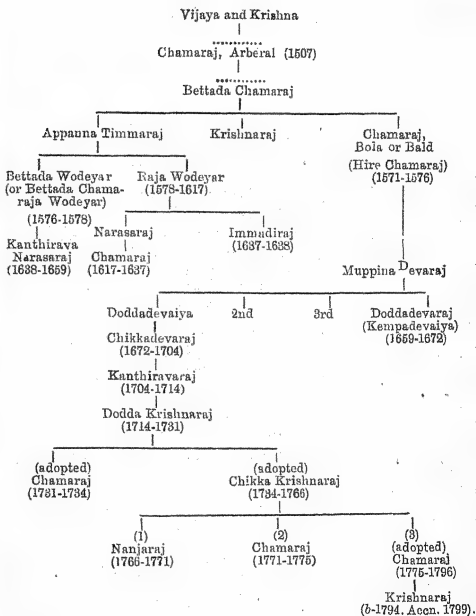 Vijaya and Krishna
Chamaraj, Arberal (1507)
Bettada Chamaraj
Appanna Timmaraj
Krishnaraj
Chamaraj,
Bola or Bald
(Hire Chamaraj)
(1571-1576)
Bettada Wodeyar
(or Bettada Chama-
raja Wodeyar)
(1576-1578)
Raja Wodeyar
(1578-1617)
Kanthirava
Narasaraj
(1638-1659)
Narasaraj
Chamaraj
(1617-1637)
Immadiraj
(1637-1638)
Muppina Devaraj
Doddadevaiya
2nd
3rd
Doddadevaraj
(Kempadevaiya)
(1659-1672)
Chikkadevaraj
(1672-1704)
Kanthiravaraj
(1704-1714)
Dodda Krishnaraj
(1714-1731)
(adopted)
Chamaraj
(1731-1734)
(adopted)
Chikka Krishnaraj
(1734-1766)
(1)
Nanjaraj
(1766-1771)
(2)
Chamaraj
(1771-1775)
(3)
(adopted)
Chamaraj
(1775-1796)
Krishnaraj
(b-1794, Accn. 1799).